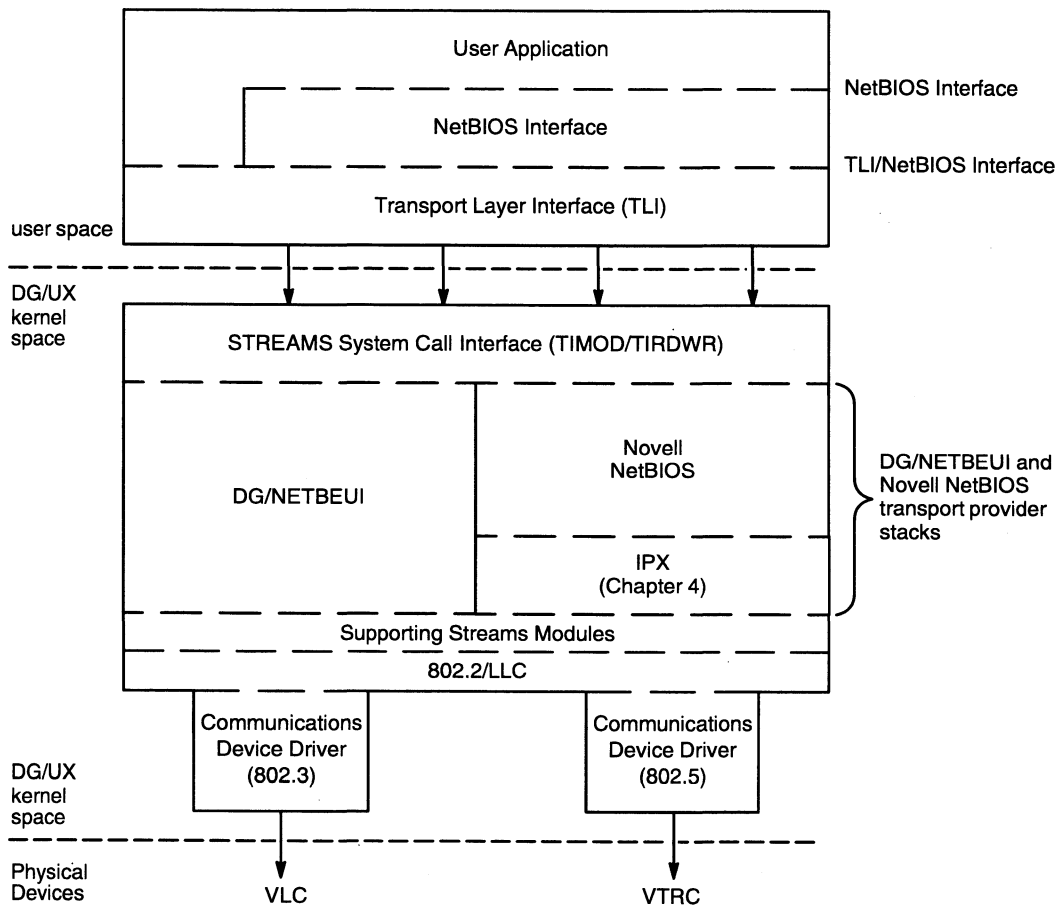 User Application
NetBIOS Interface
NetBIOS Interface
TLI/NetBIOS Interface
Transport Layer Interface (TLI)
user space
DG/UX
kernel
space
STREAMS System Call Interface (TIMOD/TIRDWR)
DG/NETBEUI
Novell
NetBIOS
IPX
(Chapter 4)
DG/NETBEUI and
Novell NetBIOS
transport provider
stacks
Supporting Streams Modules
802.2/LLC
Communications
Device Driver
(802.3)
Communications
Device Driver
(802.5)
DG/UX
kernel
space
Physical
Devices
VLC
VTRC